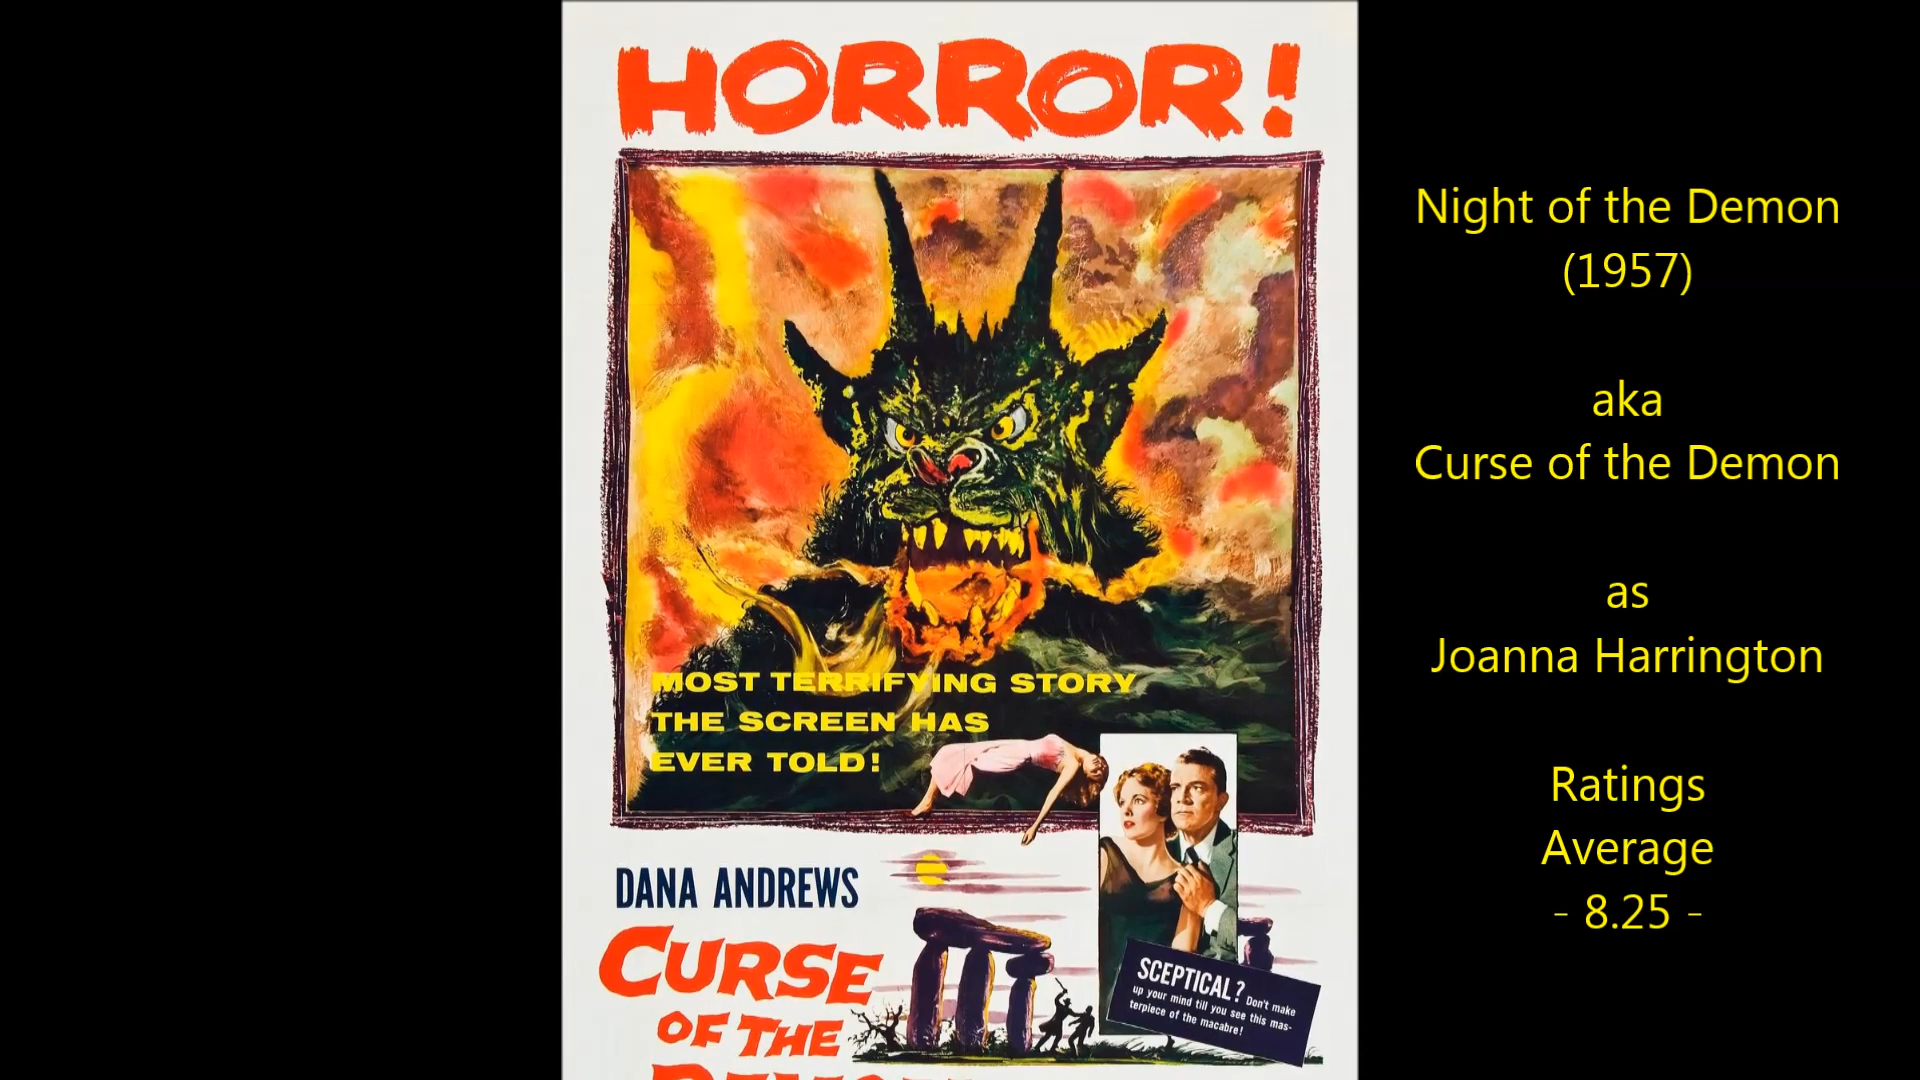 HORROR!
MOST TERRIFYING STORY
THE SCREEN HAS
EVER TOLD!
DANA ANDREWS
CURSE
OF THE
SCEPTICAL? Don't make
up your mind till you see this mas-
terpiece of the macabre!
Night of the Demon
(1957)
aka
Curse of the Demon
as
Joanna Harrington
Ratings
Average
- 8.25 -